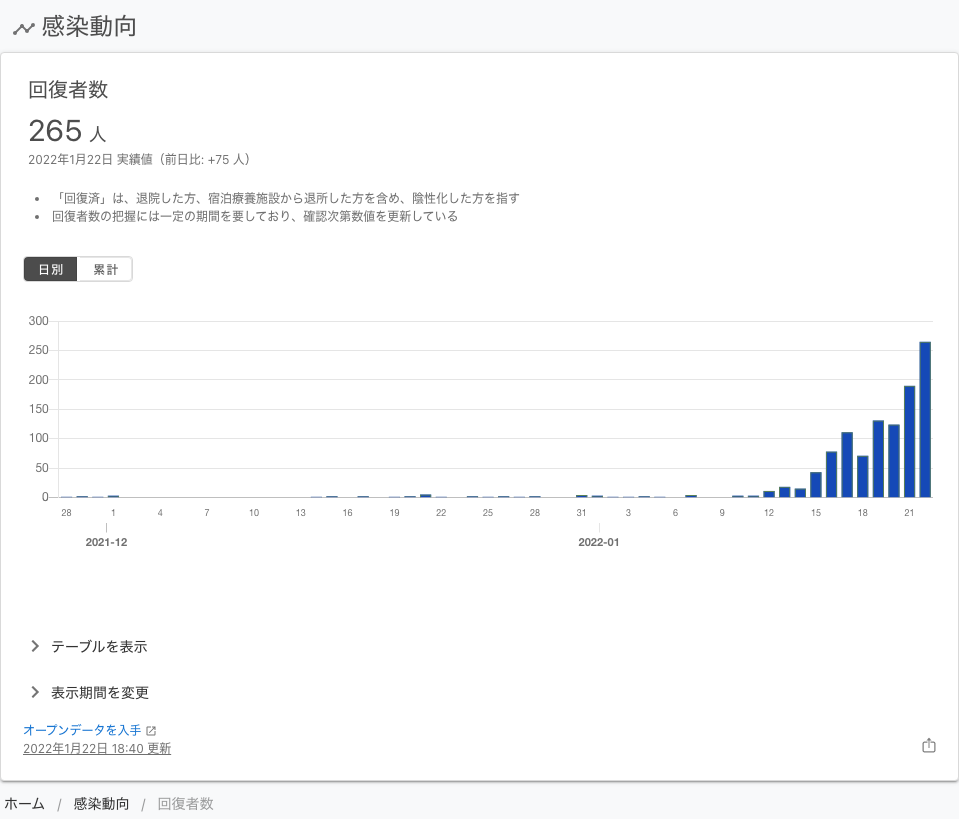 感染動向
回復者数
265 人
2022年1月22日 実績値（前日比: +75 人）
• 「回復済」は、退院した方、宿泊療養施設から退所した方を含め、陰性化した方を指す
• 回復者数の把握には一定の期間を要しており、確認次第数値を更新している
日別 累計
300
250
200
150
100
50
0
28 1 4 7 10 13 16 19 22 25 28 31 3 6 9 12 15 18 21
2021-12 2022-01
テーブルを表示
表示期間を変更
オープンデータを入手
2022年1月22日 18:40 更新
ホーム / 感染動向 / 回復者数